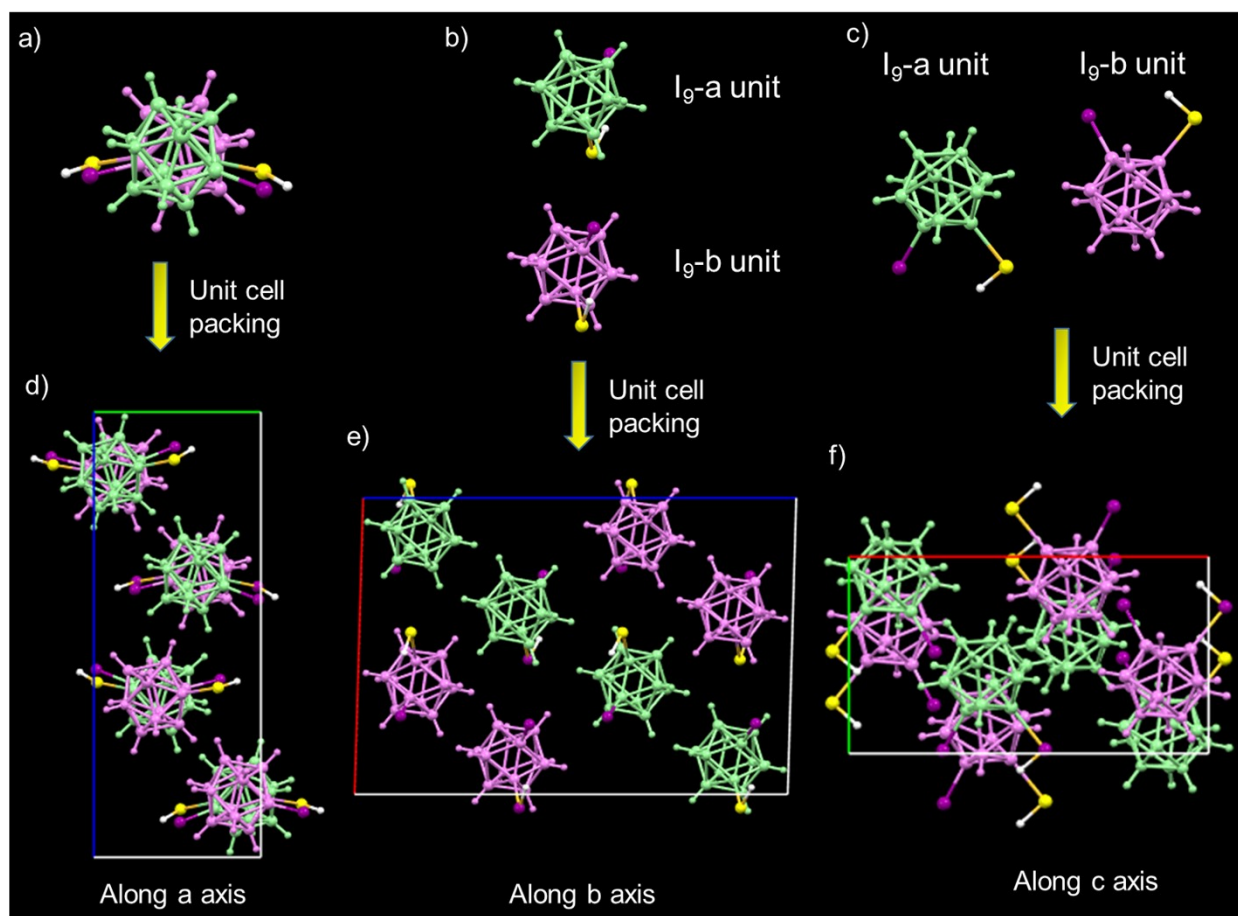 a)
b)
I₉-a unit
I₉-b unit
c)
I₉-a unit
I₉-b unit
Unit cell
packing
Unit cell
packing
Unit cell
packing
d)
e)
f)
Along a axis
Along b axis
Along c axis